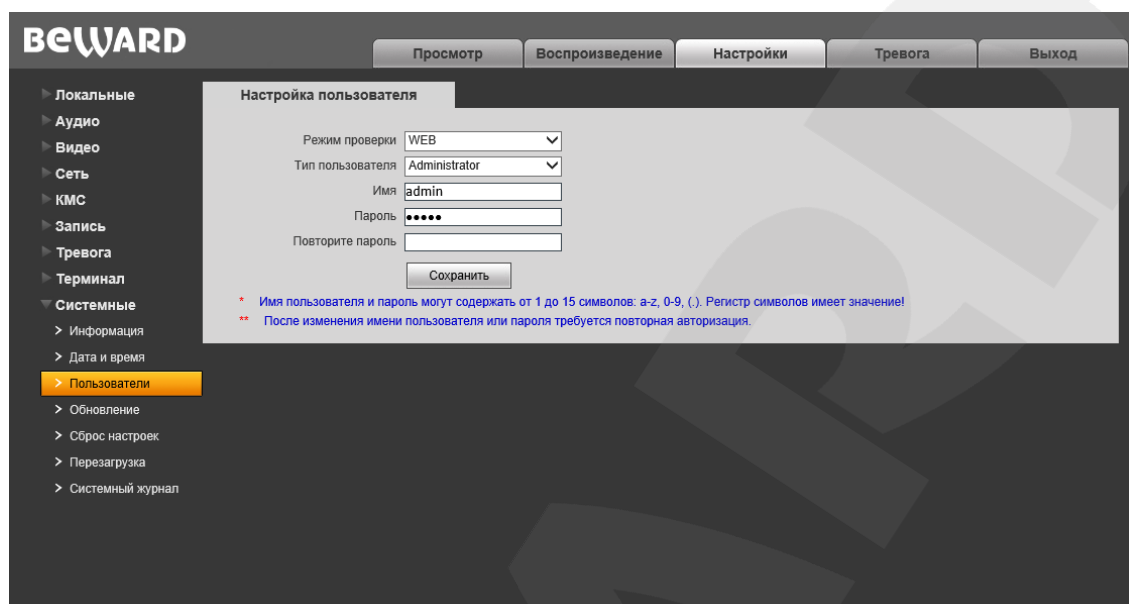 BEWARD
Просмотр Воспроизведение Настройки Тревога Выход
Локальные
Аудио
Видео
Сеть
КМС
Запись
Тревога
Терминал
Системные
Информация
Дата и время
Пользователи
Обновление
Сброс настроек
Перезагрузка
Системный журнал
Настройка пользователя
Режим проверки WEB
Тип пользователя Administrator
Имя admin
Пароль •••••
Повторите пароль
Сохранить
* Имя пользователя и пароль могут содержать от 1 до 15 символов: a-z, 0-9, (.). Регистр символов имеет значение!
** После изменения имени пользователя или пароля требуется повторная авторизация.